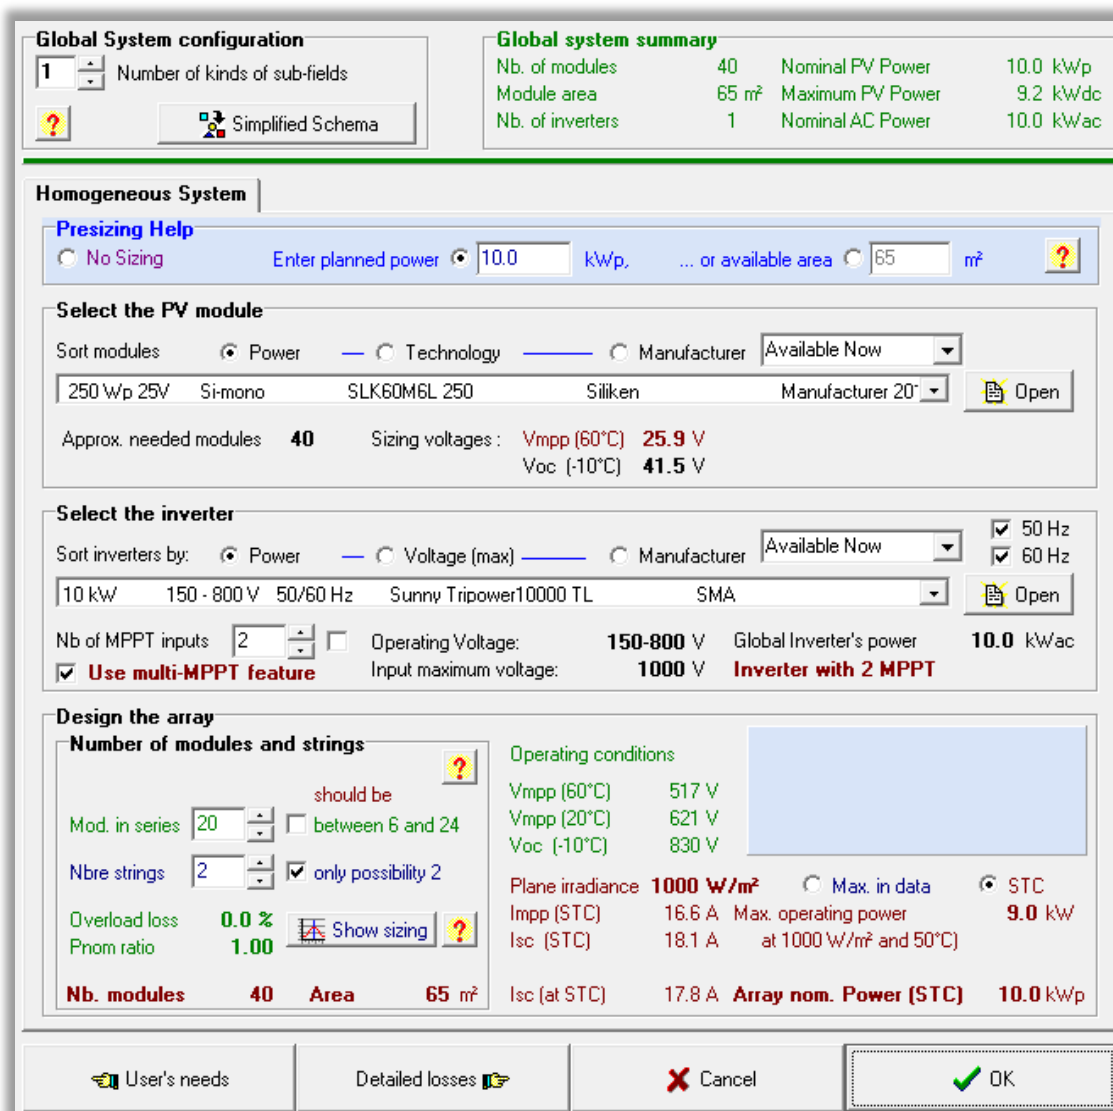 Global System configuration
1 Number of kinds of sub-fields
? Simplified Schema
Global system summary
Nb. of modules 40 Nominal PV Power 10.0 kWp
Module area 65 m² Maximum PV Power 9.2 kWdc
Nb. of inverters 1 Nominal AC Power 10.0 kWac
Homogeneous System
Presizing Help
No Sizing Enter planned power 10.0 kWp, ... or available area 65 m² ?
Select the PV module
Sort modules Power Technology Manufacturer Available Now
250 Wp 25V Si-mono SLK60M6L 250 Siliken Manufacturer 201 Open
Approx. needed modules 40 Sizing voltages : Vmpp (60°C) 25.9 V
Voc (-10°C) 41.5 V
Select the inverter
Sort inverters by: Power Voltage (max) Manufacturer Available Now 50 Hz
60 Hz
10 kW 150 - 800 V 50/60 Hz Sunny Tripower10000 TL SMA Open
Nb of MPPT inputs 2 Operating Voltage: 150-800 V Global Inverter's power 10.0 kWac
Use multi-MPPT feature Input maximum voltage: 1000 V Inverter with 2 MPPT
Design the array
Number of modules and strings
?
should be
Mod. in series 20 between 6 and 24
Nbre strings 2 only possibility 2
Overload loss 0.0 %
Pnom ratio 1.00
Show sizing ?
Nb. modules 40 Area 65 m²
Operating conditions
Vmpp (60°C) 517 V
Vmpp (20°C) 621 V
Voc (-10°C) 830 V
Plane irradiance 1000 W/m² Max. in data STC
Impp (STC) 16.6 A Max. operating power 9.0 kW
Isc (STC) 18.1 A at 1000 W/m² and 50°C)
Isc (at STC) 17.8 A Array nom. Power (STC) 10.0 kWp
User's needs Detailed losses Cancel OK